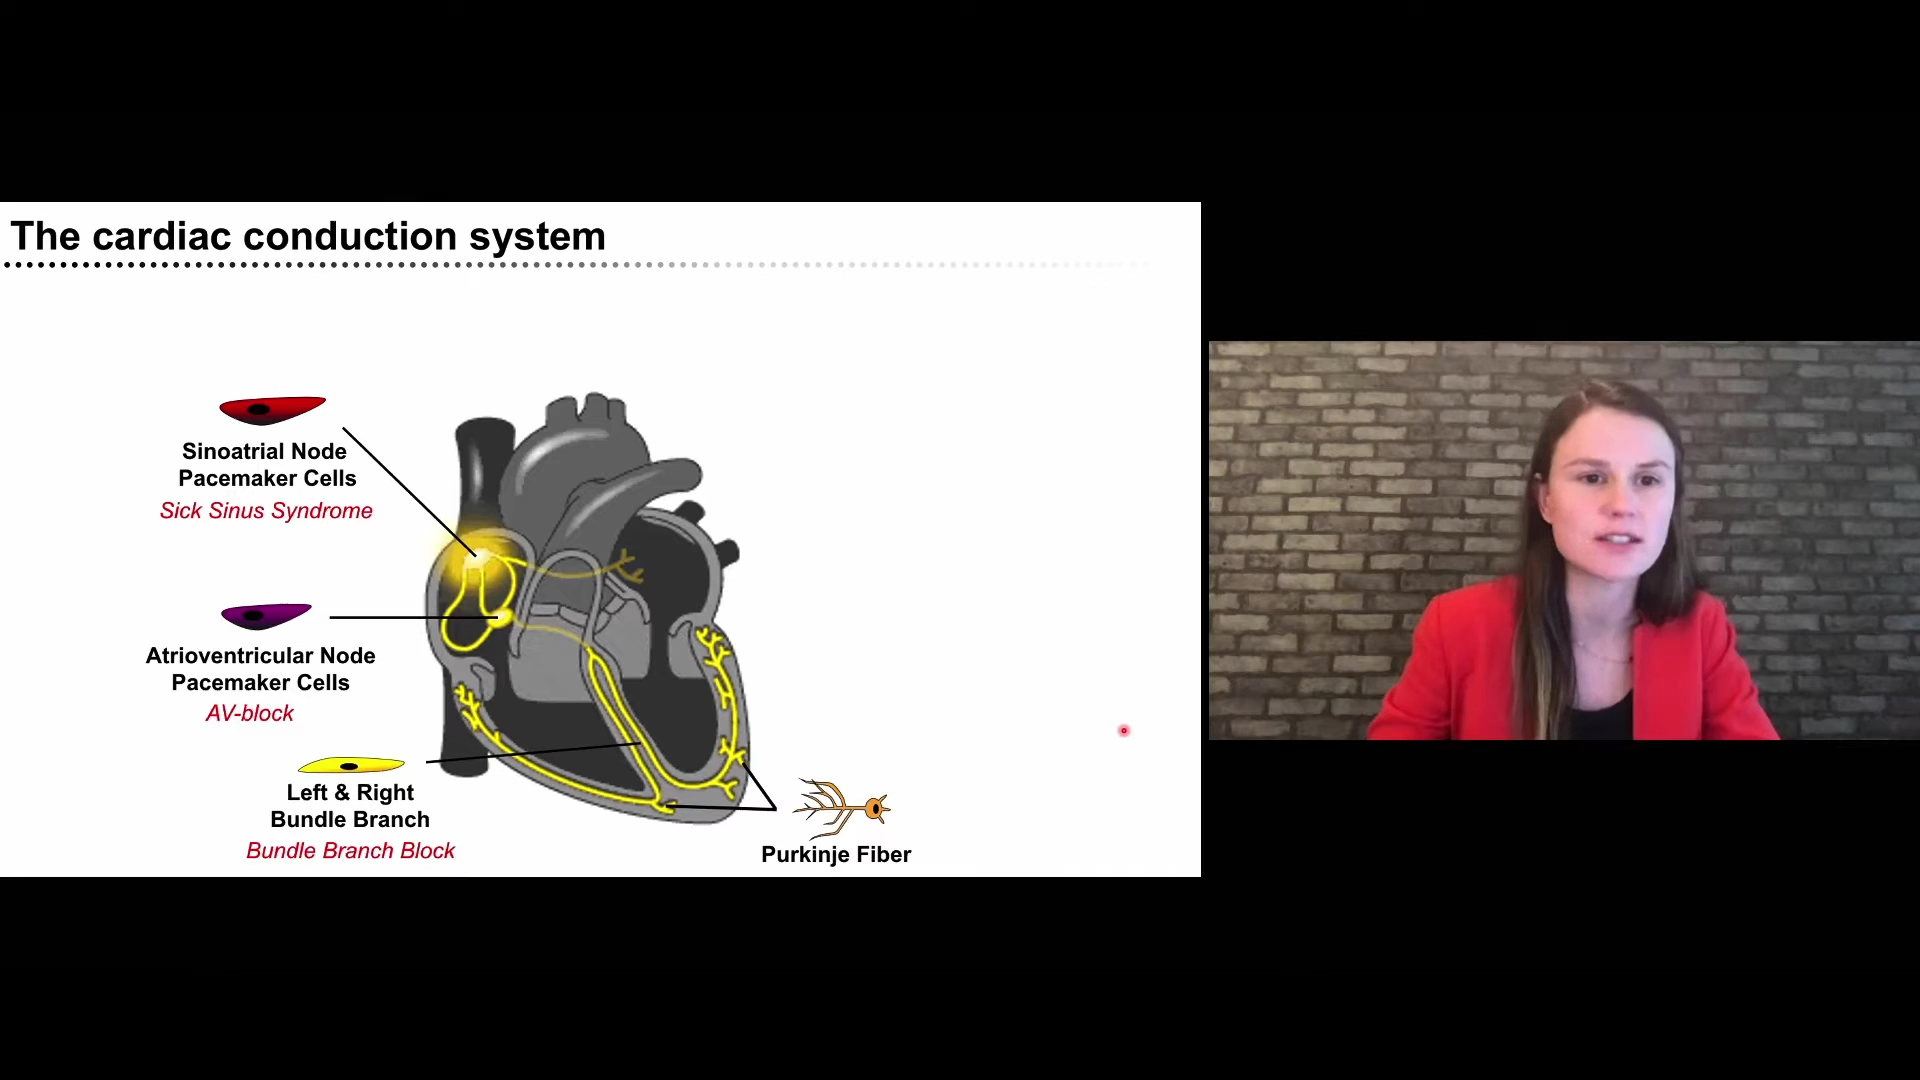 The cardiac conduction system
Sinoatrial Node
Pacemaker Cells
Sick Sinus Syndrome
Atrioventricular Node
Pacemaker Cells
AV-block
Left & Right
Bundle Branch
Bundle Branch Block
Purkinje Fiber